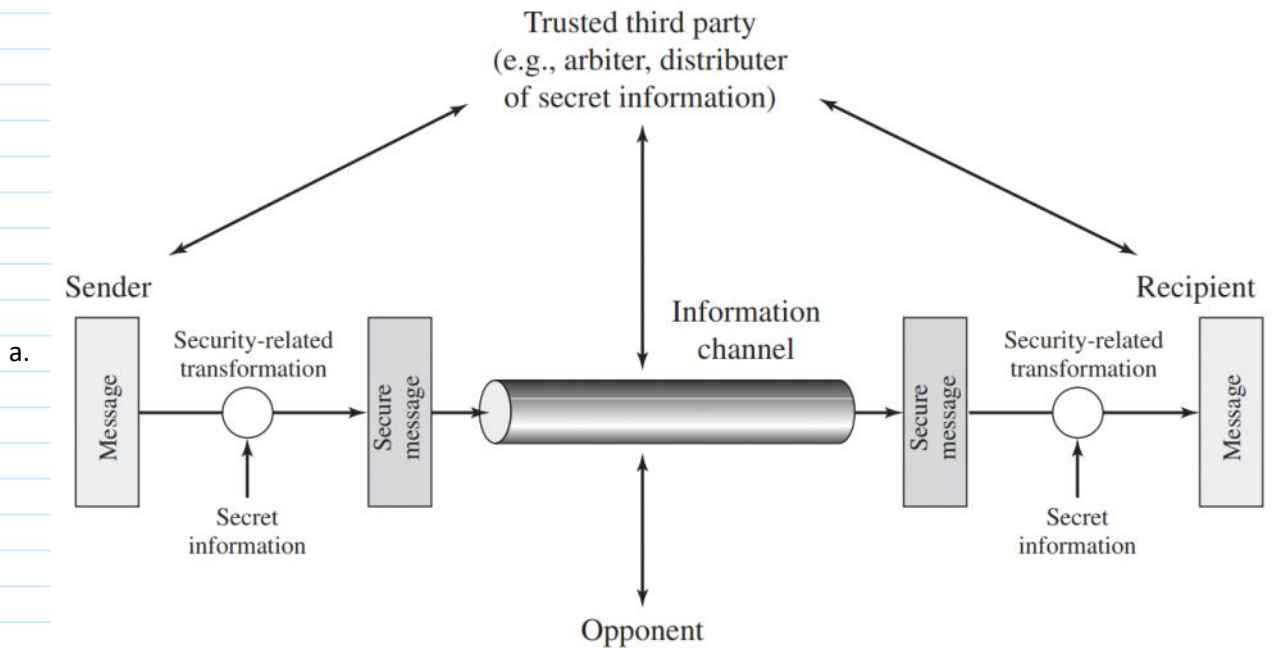 Trusted third party
(e.g., arbiter, distributer
of secret information)
Sender
Recipient
Information
channel
a.
Security-related
transformation
Security-related
transformation
Message
Secure
message
Secure
message
Message
Secret
information
Secret
information
Opponent